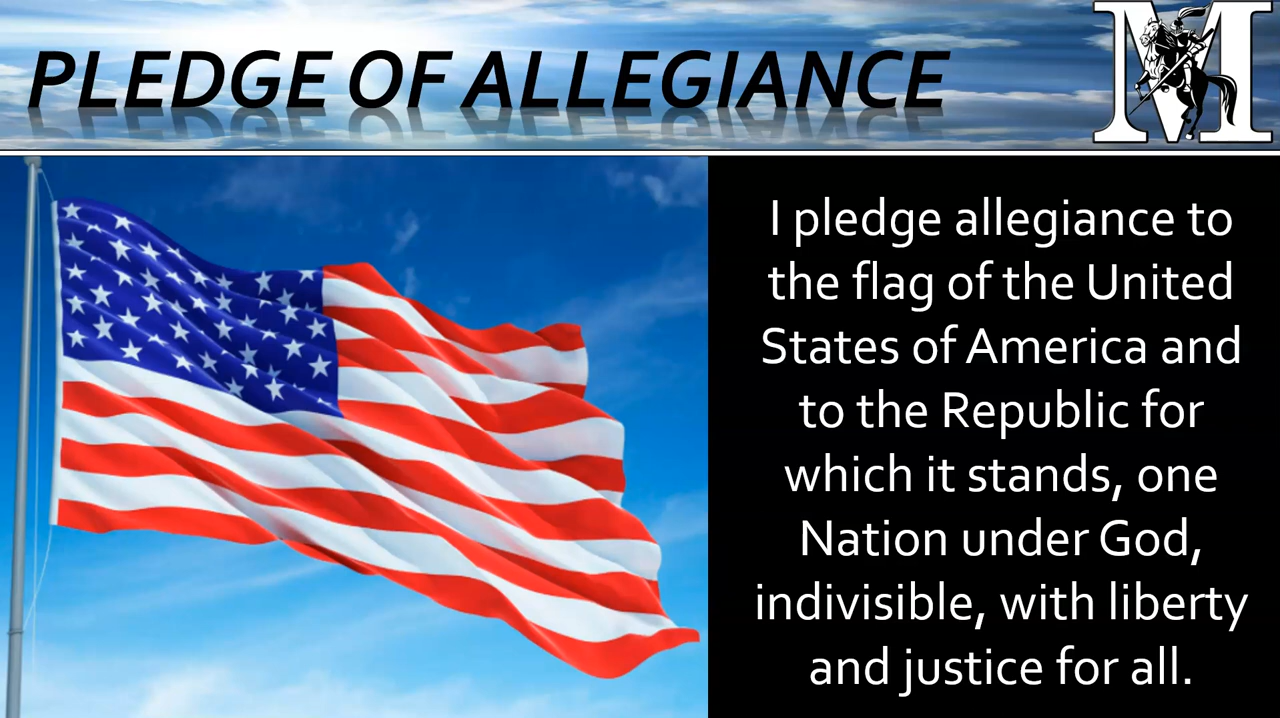 PLEDGE OF ALLEGIANCE
M
I pledge allegiance to
the flag of the United
States of America and
to the Republic for
which it stands, one
Nation under God,
indivisible, with liberty
and justice for all.